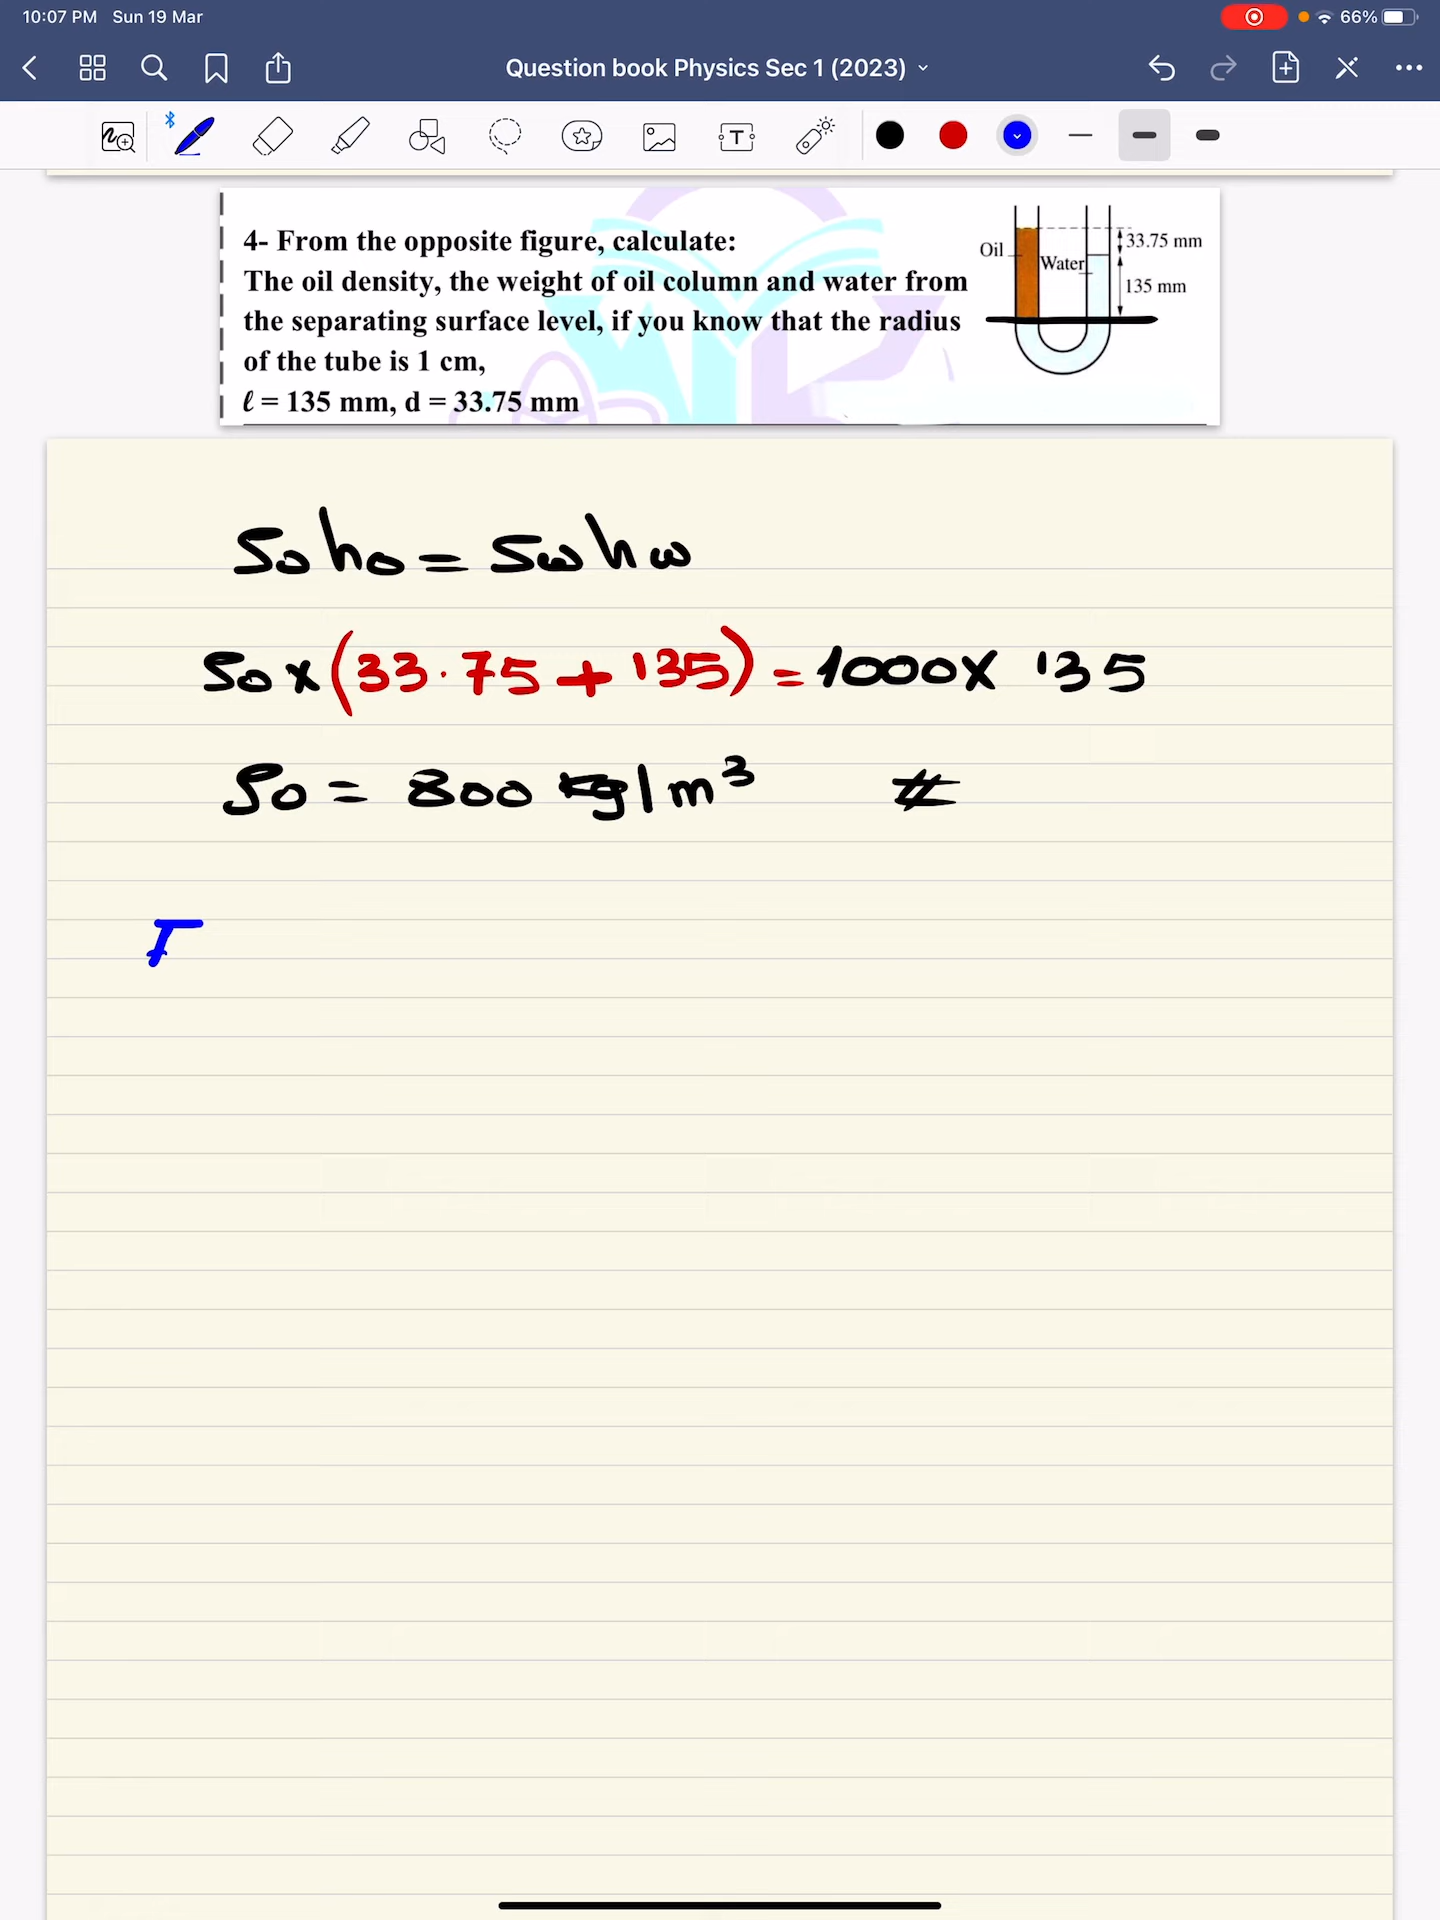 10:07 PM Sun 19 Mar
66%
Question book Physics Sec 1 (2023)
T
4- From the opposite figure, calculate:
The oil density, the weight of oil column and water from
the separating surface level, if you know that the radius
of the tube is 1 cm,
ℓ = 135 mm, d = 33.75 mm
Oil
Water
33.75 mm
135 mm
ρo ho = ρw hw
ρo x (33.75 + 135) = 1000 x 135
ρo = 800 kg/m³ #
F